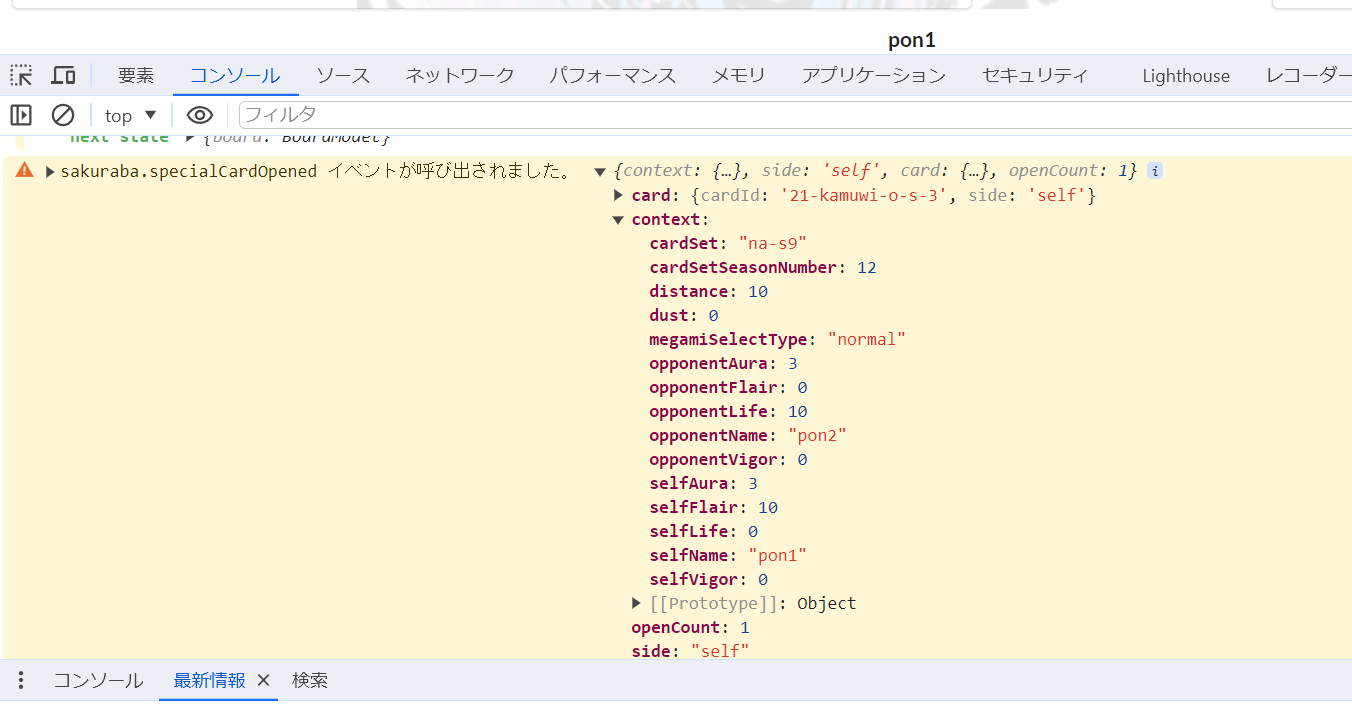 pon1
要素 コンソール ソース ネットワーク パフォーマンス メモリ アプリケーション セキュリティ Lighthouse レコーダー
top ▼ フィルタ
next state ▶ {board: BoardModel}
▶ sakuraba.specialCardOpened イベントが呼び出されました。 ▼ {context: {…}, side: 'self', card: {…}, openCount: 1} i
▶ card: {cardId: '21-kamuwi-o-s-3', side: 'self'}
▼ context:
cardSet: "na-s9"
cardSetSeasonNumber: 12
distance: 10
dust: 0
megamiSelectType: "normal"
opponentAura: 3
opponentFlair: 0
opponentLife: 10
opponentName: "pon2"
opponentVigor: 0
selfAura: 3
selfFlair: 10
selfLife: 0
selfName: "pon1"
selfVigor: 0
▶ [[Prototype]]: Object
openCount: 1
side: "self"
コンソール 最新情報 × 検索